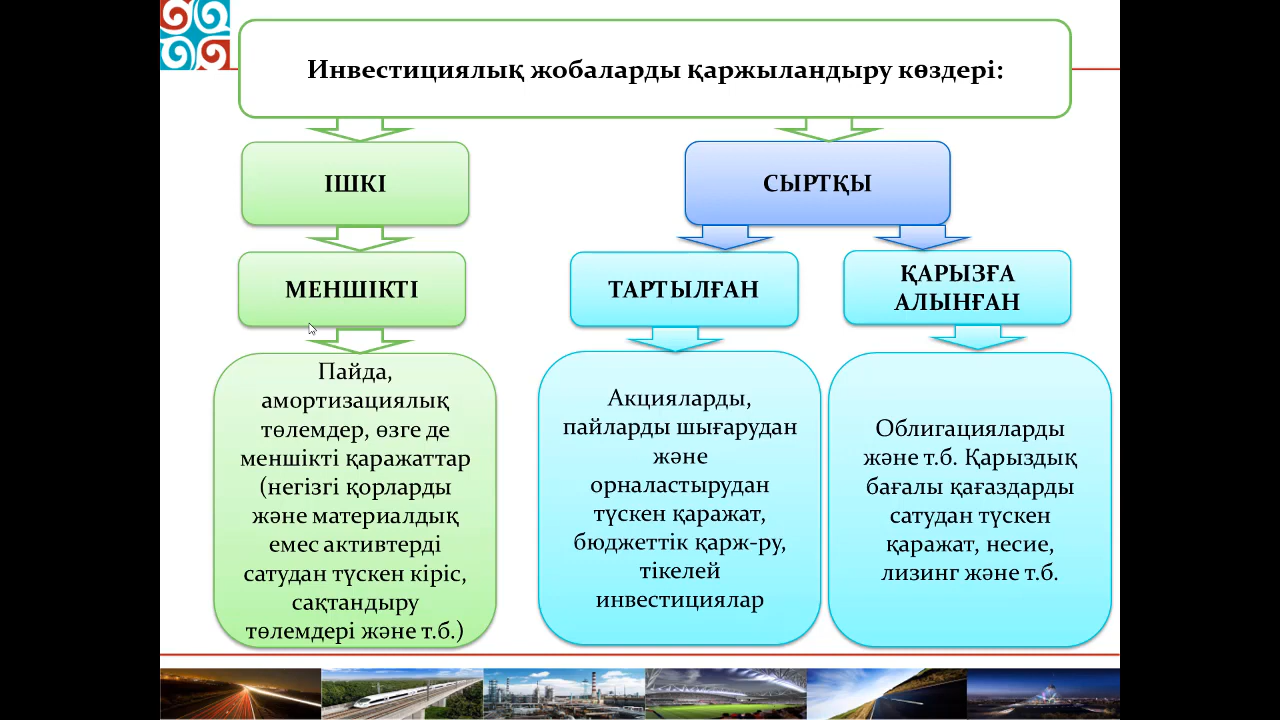 Инвестициялық жобаларды қаржыландыру көздері:
ІШКІ
СЫРТҚЫ
МЕНШІКТІ
ТАРТЫЛҒАН
ҚАРЫЗҒА
АЛЫНҒАН
Пайда,
амортизациялық
төлемдер, өзге де
меншікті қаражаттар
(негізгі қорларды
және материалдық
емес активтерді
сатудан түскен кіріс,
сақтандыру
төлемдері және т.б.)
Акцияларды,
пайларды шығарудан
және
орналастырудан
түскен қаражат,
бюджеттік қарж-ру,
тікелей
инвестициялар
Облигацияларды
және т.б. Қарыздық
бағалы қағаздарды
сатудан түскен
қаражат, несие,
лизинг және т.б.